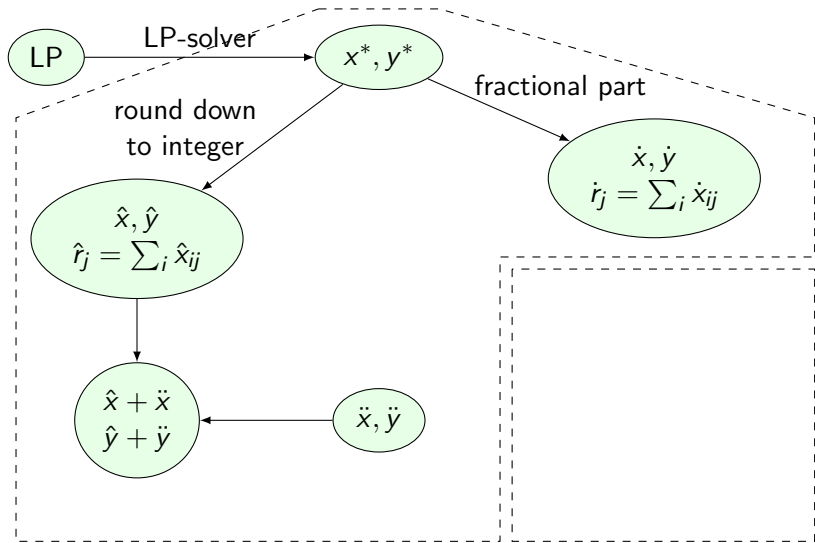 LP
LP-solver
x*, y*
fractional part
round down
to integer
ẋ, ẏ
ṙ_j = ∑_i ẋ_ij
x̂, ŷ
r̂_j = ∑_i x̂_ij
x̂ + ẍ
ŷ + ÿ
ẍ, ÿ